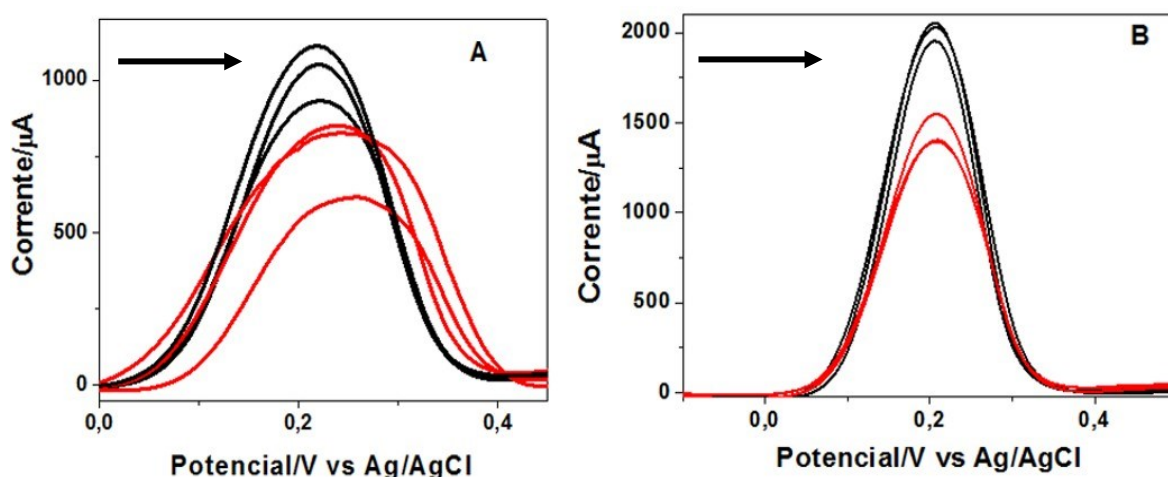 A
Corrente/µA
1000
500
0
0,0
0,2
0,4
Potencial/V vs Ag/AgCl
B
Corrente/µA
2000
1500
1000
500
0
0,0
0,2
0,4
Potencial/V vs Ag/AgCl